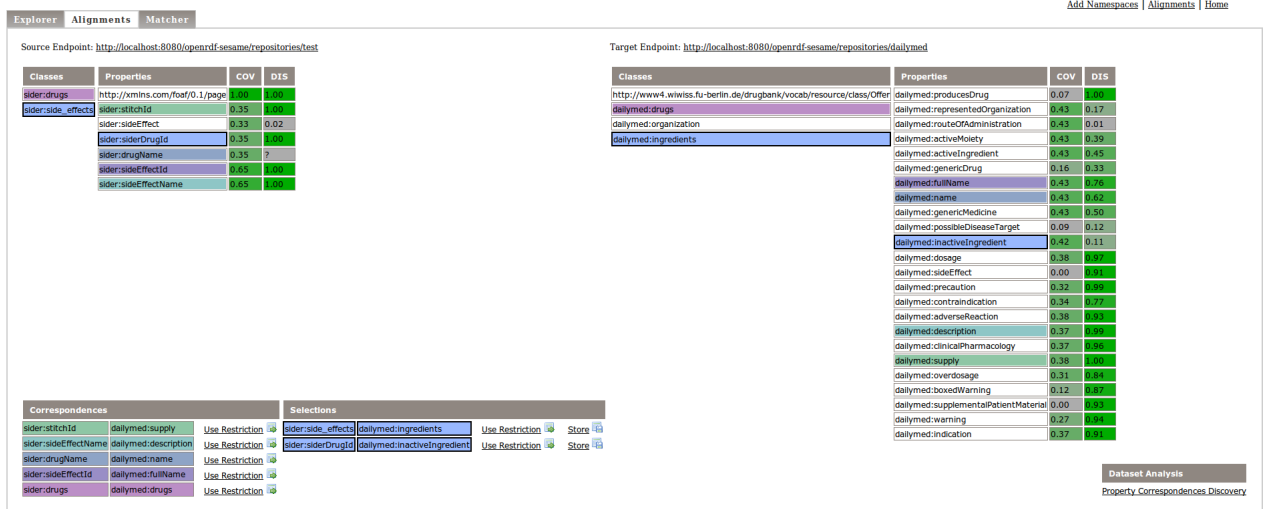 Add Namespaces | Alignments | Home
Explorer Alignments Matcher
Source Endpoint: http://localhost:8080/openrdf-sesame/repositories/test
Classes Properties COV DIS
sider:drugs http://xmlns.com/foaf/0.1/page 1.00 1.00
sider:side_effects sider:stitchId 0.35 1.00
sider:sideEffect 0.33 0.02
sider:siderDrugId 0.35 1.00
sider:drugName 0.35 ?
sider:sideEffectId 0.65 1.00
sider:sideEffectName 0.65 1.00
Target Endpoint: http://localhost:8080/openrdf-sesame/repositories/dailymed
Classes Properties COV DIS
http://www4.wiwiss.fu-berlin.de/drugbank/vocab/resource/class/Offer dailymed:producesDrug 0.07 1.00
dailymed:drugs dailymed:representedOrganization 0.43 0.17
dailymed:organization dailymed:routeOfAdministration 0.43 0.01
dailymed:ingredients dailymed:activeMoiety 0.43 0.39
dailymed:activeIngredient 0.43 0.45
dailymed:genericDrug 0.16 0.33
dailymed:fullName 0.43 0.76
dailymed:name 0.43 0.62
dailymed:genericMedicine 0.43 0.50
dailymed:possibleDiseaseTarget 0.09 0.12
dailymed:inactiveIngredient 0.42 0.11
dailymed:dosage 0.38 0.97
dailymed:sideEffect 0.00 0.91
dailymed:precaution 0.32 0.99
dailymed:contraindication 0.34 0.77
dailymed:adverseReaction 0.38 0.93
dailymed:description 0.37 0.99
dailymed:clinicalPharmacology 0.37 0.96
dailymed:supply 0.38 1.00
dailymed:overdosage 0.31 0.84
dailymed:boxedWarning 0.12 0.87
dailymed:supplementalPatientMaterial 0.00 0.93
dailymed:warning 0.27 0.94
dailymed:indication 0.37 0.91
Correspondences Selections
sider:stitchId dailymed:supply Use Restriction sider:side_effects dailymed:ingredients Use Restriction Store
sider:sideEffectName dailymed:description Use Restriction sider:siderDrugId dailymed:inactiveIngredient Use Restriction Store
sider:drugName dailymed:name Use Restriction
sider:sideEffectId dailymed:fullName Use Restriction
sider:drugs dailymed:drugs Use Restriction
Dataset Analysis
Property Correspondences Discovery